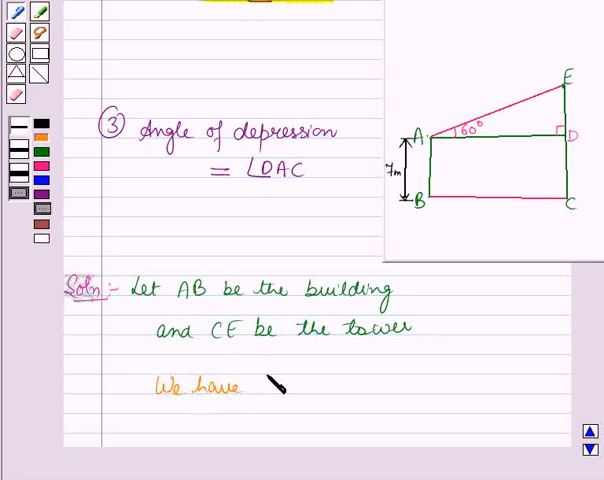 ③ Angle of depression
= ∠DAC
E
A
60°
D
7m
B
C
Soln:- Let AB be the building
and CE be the tower
We have